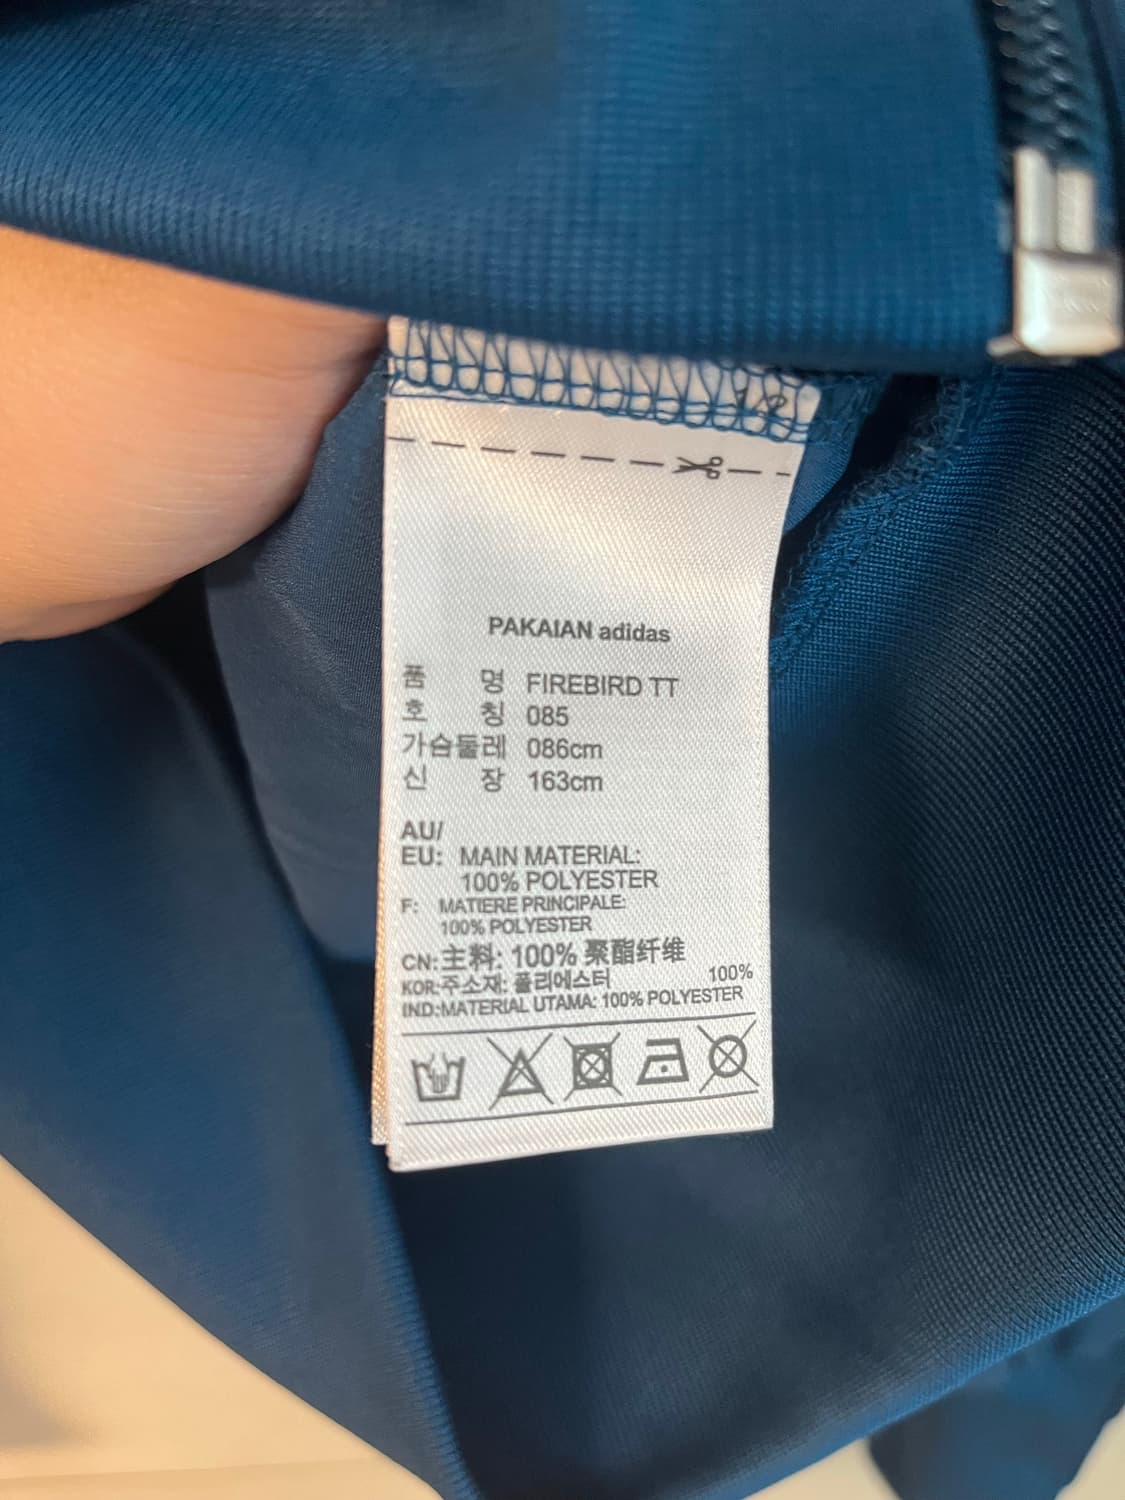 1/2
PAKAIAN adidas
품 명 FIREBIRD TT
호 칭 085
가슴둘레 086cm
신 장 163cm
AU/
EU: MAIN MATERIAL:
100% POLYESTER
F: MATIERE PRINCIPALE:
100% POLYESTER
CN:主料: 100% 聚酯纤维
KOR:주소재: 폴리에스터 100%
IND:MATERIAL UTAMA: 100% POLYESTER